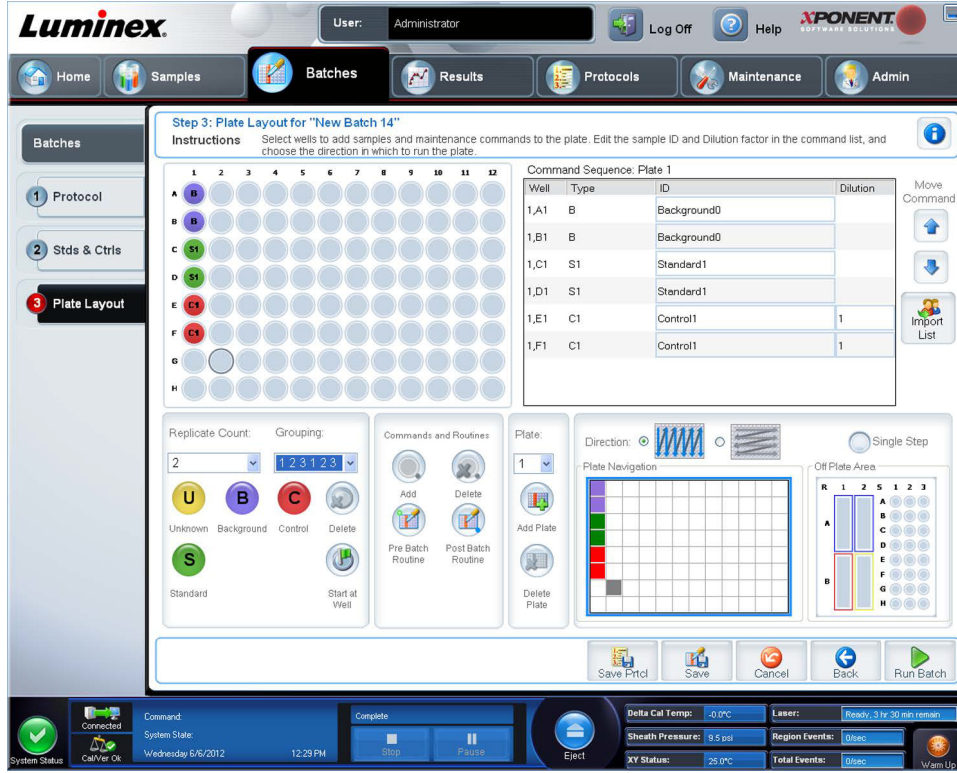 Luminex.
User: Administrator
Log Off
Help
XPONENT.
SOFTWARE SOLUTIONS
Home
Samples
Batches
Results
Protocols
Maintenance
Admin
Batches
1 Protocol
2 Stds & Ctrls
3 Plate Layout
Step 3: Plate Layout for "New Batch 14"
Instructions Select wells to add samples and maintenance commands to the plate. Edit the sample ID and Dilution factor in the command list, and
choose the direction in which to run the plate.
1 2 3 4 5 6 7 8 9 10 11 12
A B
B B
C S1
D S1
E C1
F C1
G
H
Command Sequence: Plate 1
Well Type ID Dilution
1,A1 B Background0
1,B1 B Background0
1,C1 S1 Standard1
1,D1 S1 Standard1
1,E1 C1 Control1 1
1,F1 C1 Control1 1
Move
Command
Import
List
Replicate Count: Grouping:
2 1 2 3 1 2 3
U B C
Unknown Background Control Delete
S
Standard Start at
Well
Commands and Routines
Add Delete
Pre Batch
Routine
Post Batch
Routine
Plate:
1
Add Plate
Delete
Plate
Direction:
Single Step
Plate Navigation
Off Plate Area
R 1 2 S 1 2 3
A
B
C
D
E
F
G
H
A
B
Save Prtcl
Save
Cancel
Back
Run Batch
System Status
Connected
Cal/Ver Ok
Command:
System State:
Wednesday 6/6/2012 12:29 PM
Complete
Stop
Pause
Eject
Delta Cal Temp: -0.0°C
Sheath Pressure: 9.5 psi
XY Status: 25.0°C
Laser: Ready, 3 hr 30 min remain
Region Events: 0/sec
Total Events: 0/sec
Warm Up